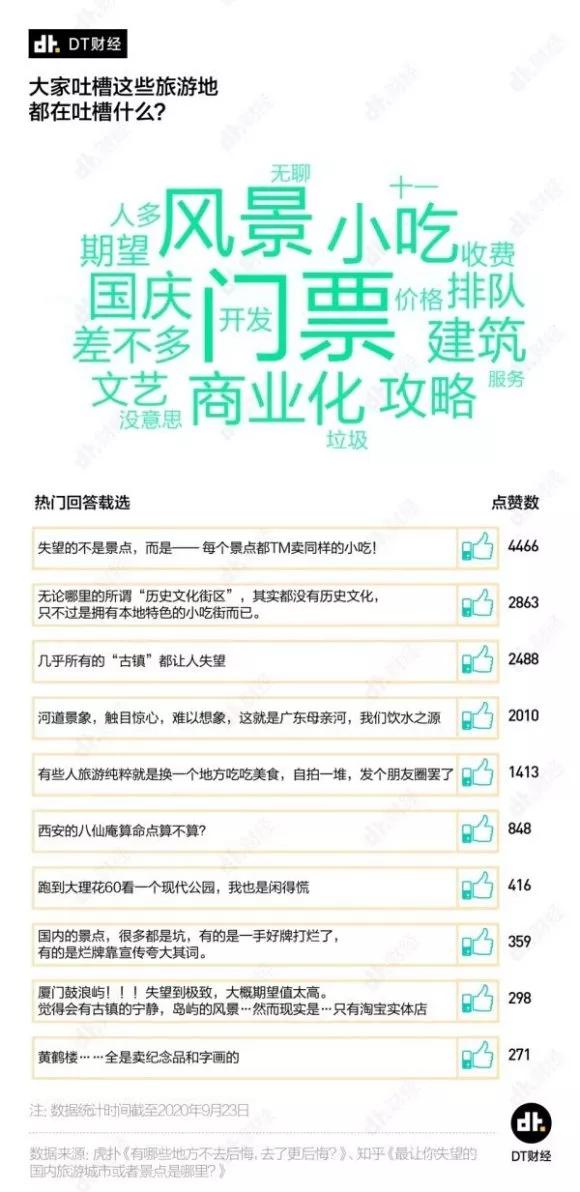 dt. DT财经
大家吐槽这些旅游地
都在吐槽什么?
无聊
十一
人多
风景
小吃
期望
收费
国庆
门票
开发
价格
排队
差不多
建筑
文艺
商业化
攻略
服务
没意思
垃圾
热门回答载选
点赞数
失望的不是景点,而是——每个景点都TM卖同样的小吃!
4466
无论哪里的所谓“历史文化街区”,其实都没有历史文化,
只不过是拥有本地特色的小吃街而已。
2863
几乎所有的“古镇”都让人失望
2488
河道景象,触目惊心,难以想象,这就是广东母亲河,我们饮水之源
2010
有些人旅游纯粹就是换一个地方吃吃美食,自拍一堆,发个朋友圈罢了
1413
西安的八仙庵算命点算不算?
848
跑到大理花60看一个现代公园,我也是闲得慌
416
国内的景点,很多都是坑,有的是一手好牌打烂了,
有的是烂牌靠宣传夸大其词。
359
厦门鼓浪屿!!!失望到极致,大概期望值太高。
觉得会有古镇的宁静,岛屿的风景…然而现实是…只有淘宝实体店
298
黄鹤楼……全是卖纪念品和字画的
271
注: 数据统计时间截至2020年9月23日
数据来源: 虎扑《有哪些地方不去后悔,去了更后悔?》、知乎《最让你失望的
国内旅游城市或者景点是哪里?》
dt.
DT财经